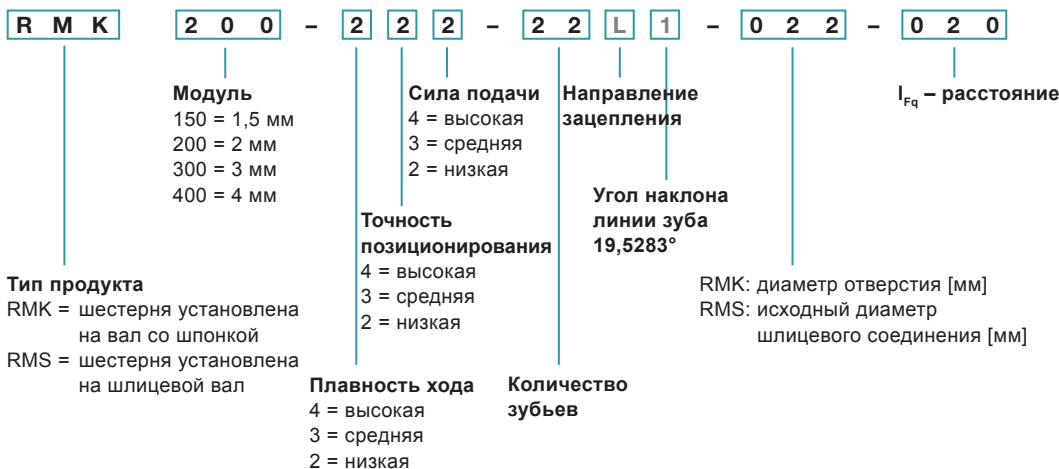 R M K 2 0 0 – 2 2 2 – 2 2 L 1 – 0 2 2 – 0 2 0
Модуль
150 = 1,5 мм
200 = 2 мм
300 = 3 мм
400 = 4 мм
Сила подачи
4 = высокая
3 = средняя
2 = низкая
Направление
зацепления
I_Fq – расстояние
Точность
позиционирования
4 = высокая
3 = средняя
2 = низкая
Угол наклона
линии зуба
19,5283°
Тип продукта
RMK = шестерня установлена
на вал со шпонкой
RMS = шестерня установлена
на шлицевой вал
RMK: диаметр отверстия [мм]
RMS: исходный диаметр
шлицевого соединения [мм]
Плавность хода
4 = высокая
3 = средняя
2 = низкая
Количество
зубьев